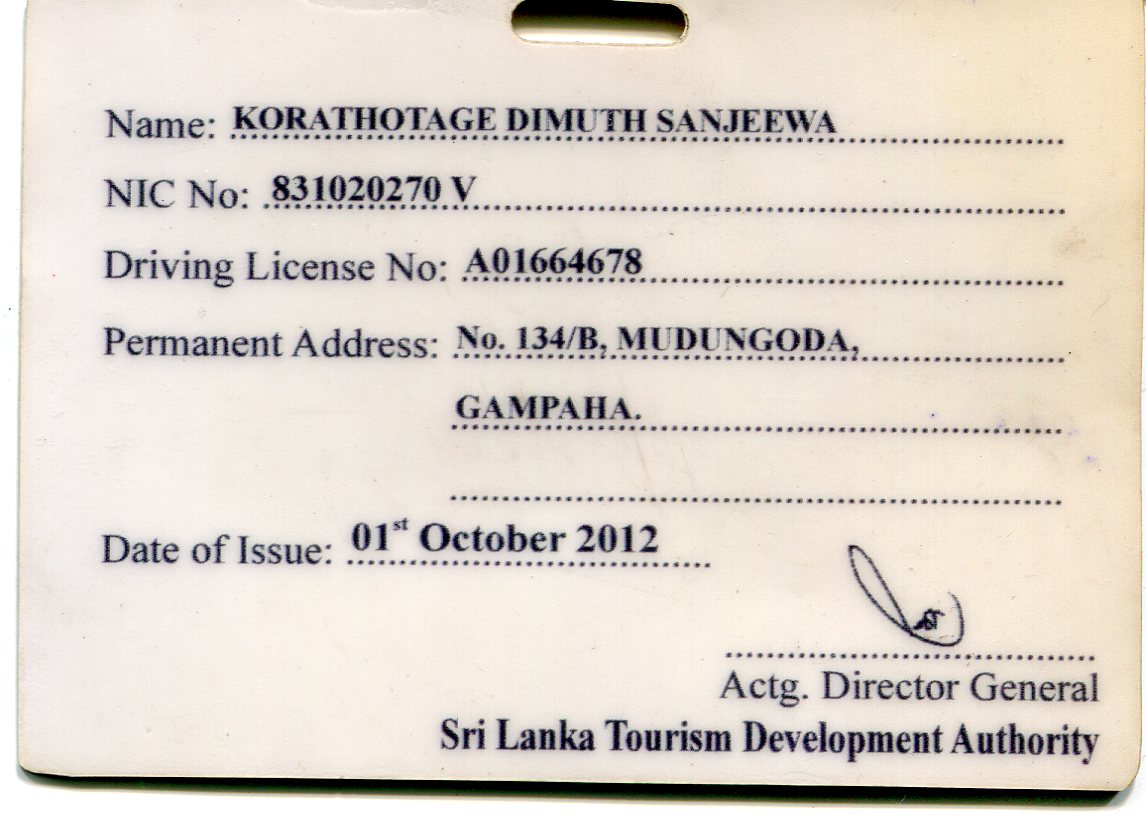 Name: KORATHOTAGE DIMUTH SANJEEWA
NIC No: 831020270 V
Driving License No: A01664678
Permanent Address: No. 134/B, MUDUNGODA,
GAMPAHA.
Date of Issue: 01st October 2012
Actg. Director General
Sri Lanka Tourism Development Authority